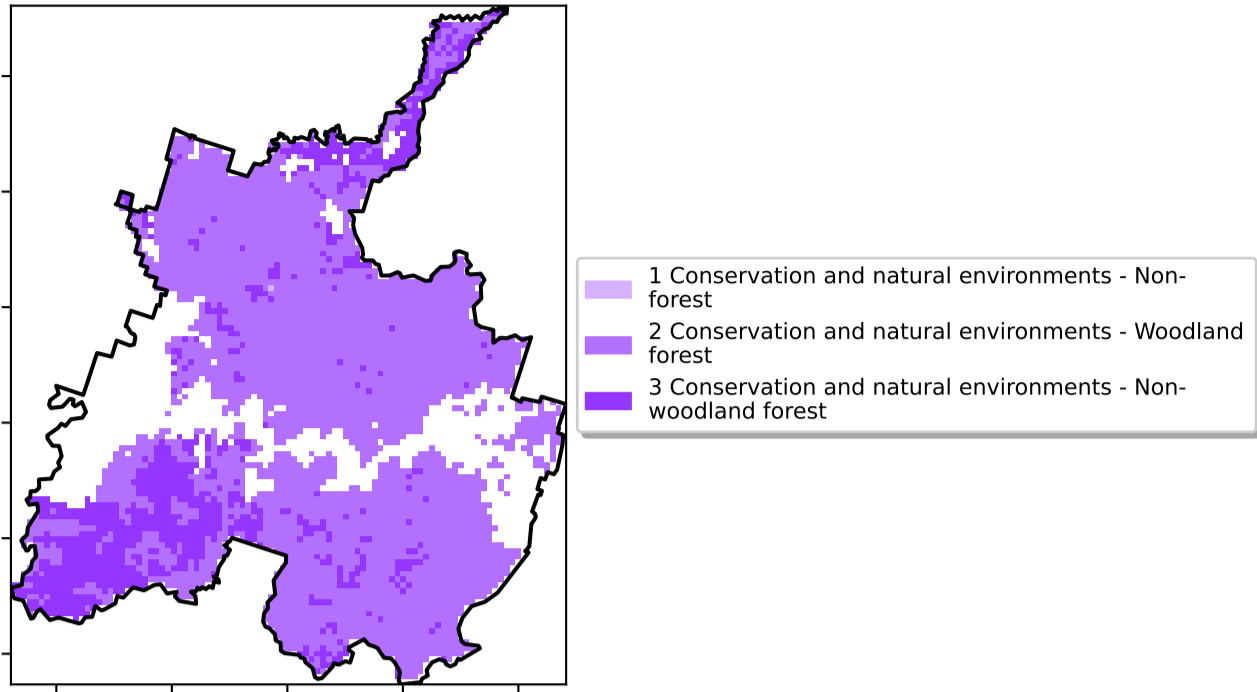 1 Conservation and natural environments - Non-
forest
2 Conservation and natural environments - Woodland
forest
3 Conservation and natural environments - Non-
woodland forest